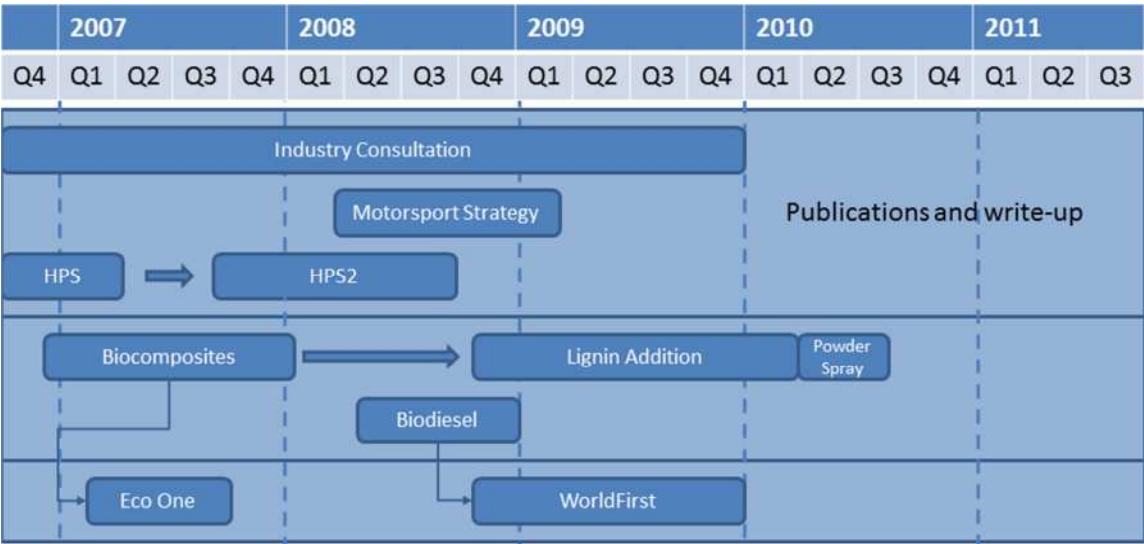 2007 2008 2009 2010 2011
Q4 Q1 Q2 Q3 Q4 Q1 Q2 Q3 Q4 Q1 Q2 Q3 Q4 Q1 Q2 Q3 Q4 Q1 Q2 Q3
Industry Consultation
Motorsport Strategy
Publications and write-up
HPS HPS2
Biocomposites Lignin Addition Powder
Spray
Biodiesel
Eco One WorldFirst